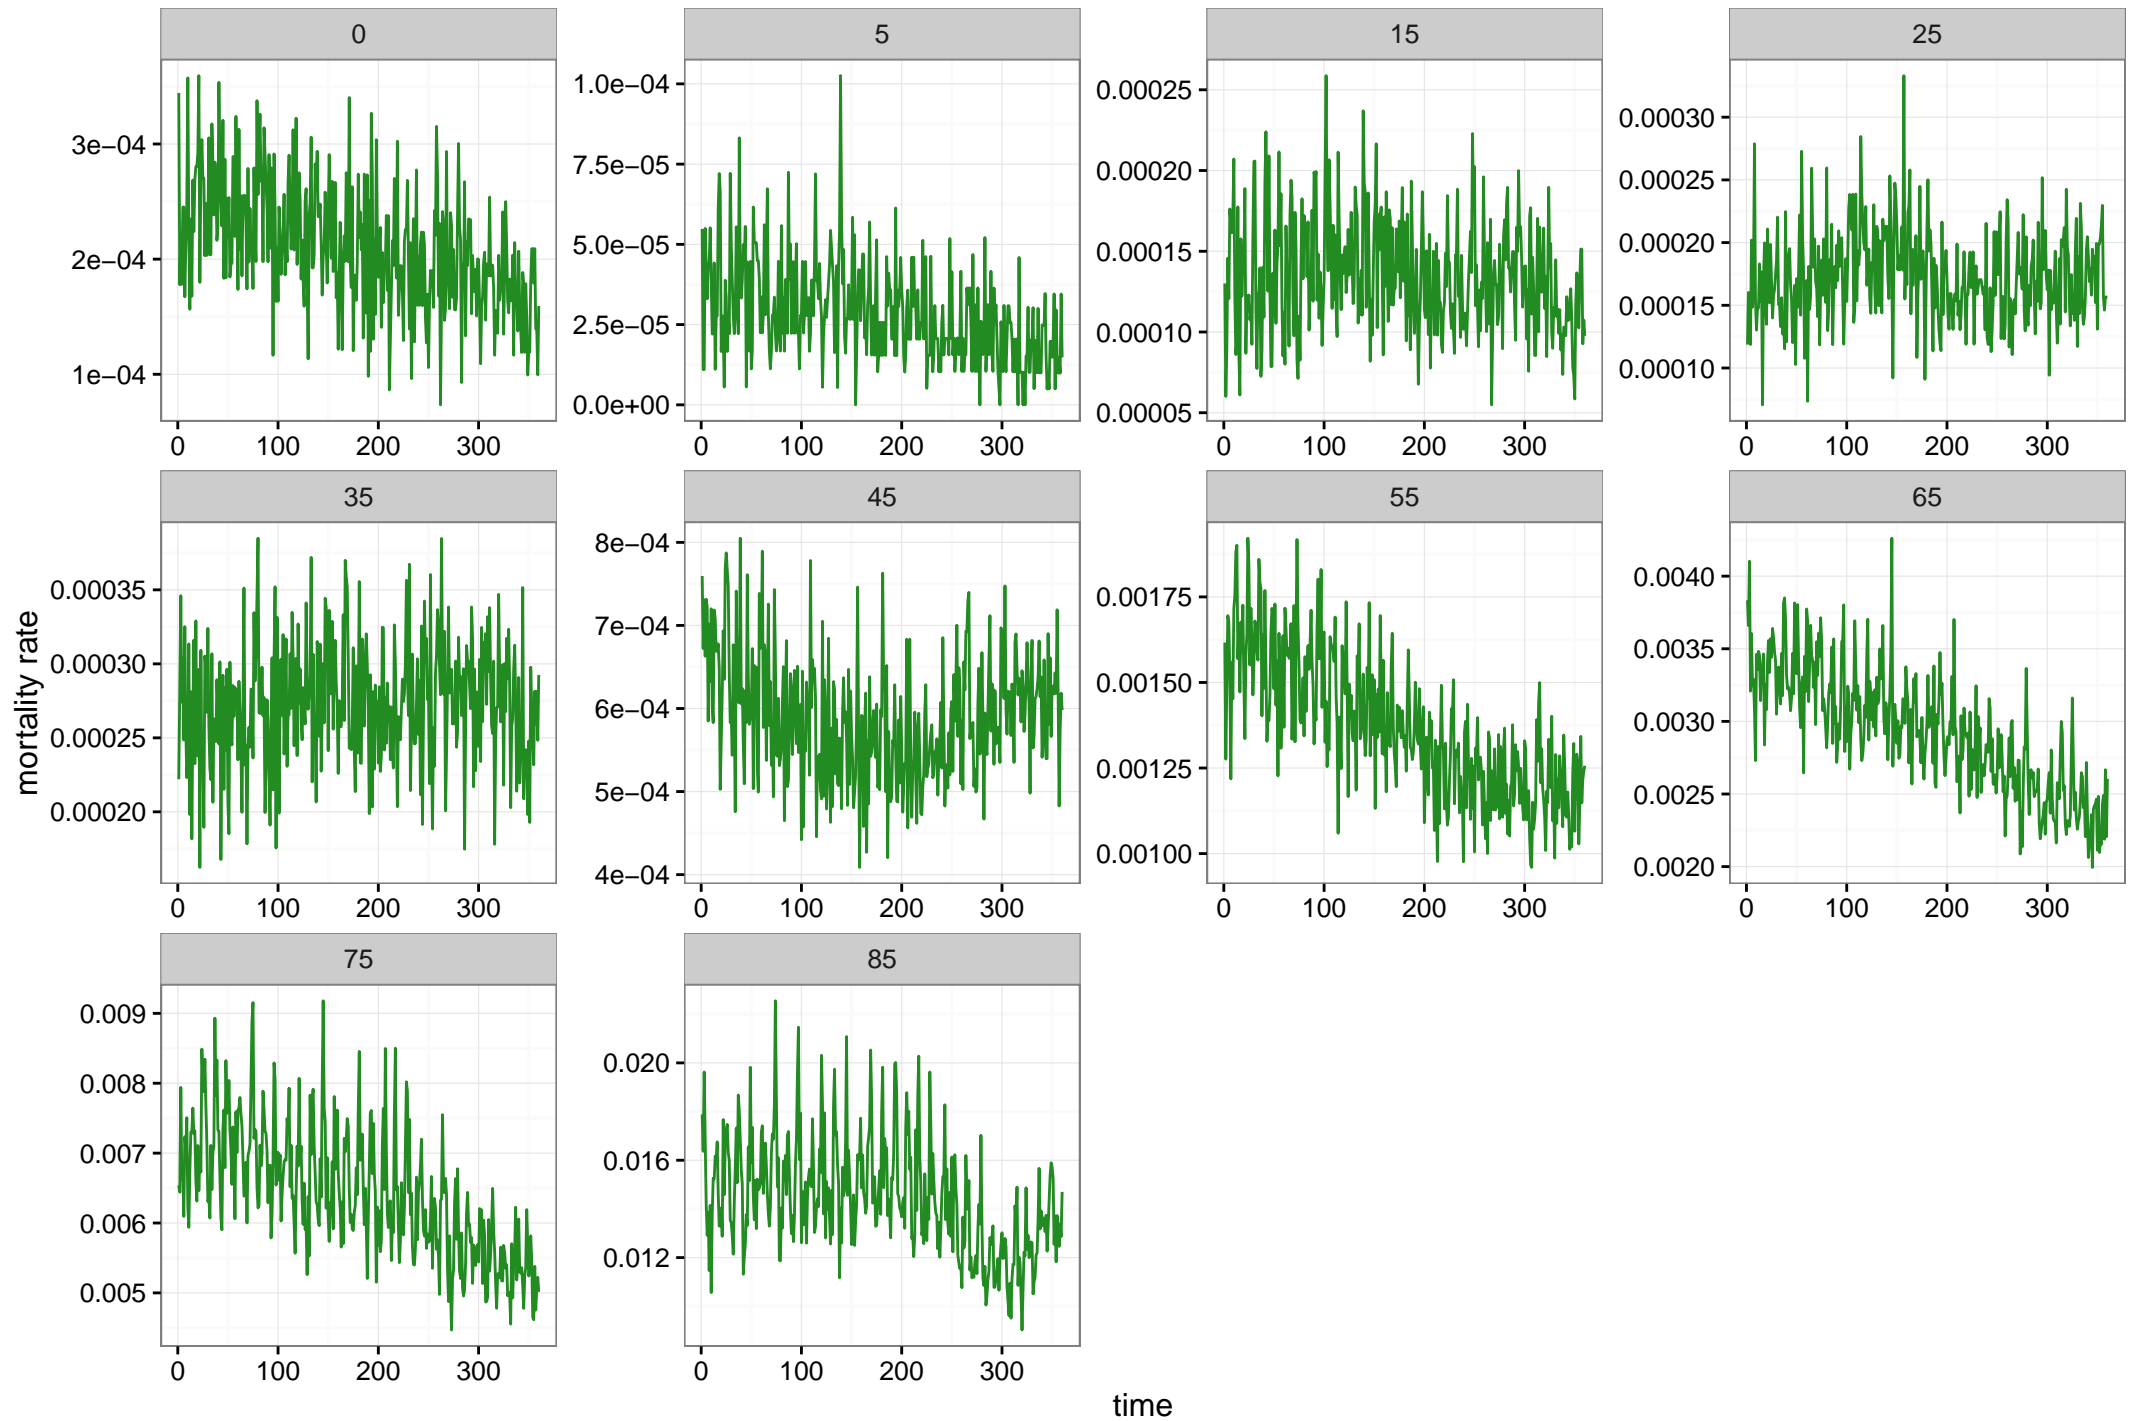 0 5 15 25
3e−04
2e−04
1e−04
1.0e−04
7.5e−05
5.0e−05
2.5e−05
0.0e+00
0.00025
0.00020
0.00015
0.00010
0.00005
0.00030
0.00025
0.00020
0.00015
0.00010
0 100 200 300 0 100 200 300 0 100 200 300 0 100 200 300
35 45 55 65
mortality rate
0.00035
0.00030
0.00025
0.00020
8e−04
7e−04
6e−04
5e−04
4e−04
0.00175
0.00150
0.00125
0.00100
0.0040
0.0035
0.0030
0.0025
0.0020
0 100 200 300 0 100 200 300 0 100 200 300 0 100 200 300
75 85
0.009
0.008
0.007
0.006
0.005
0.020
0.016
0.012
0 100 200 300 0 100 200 300
time